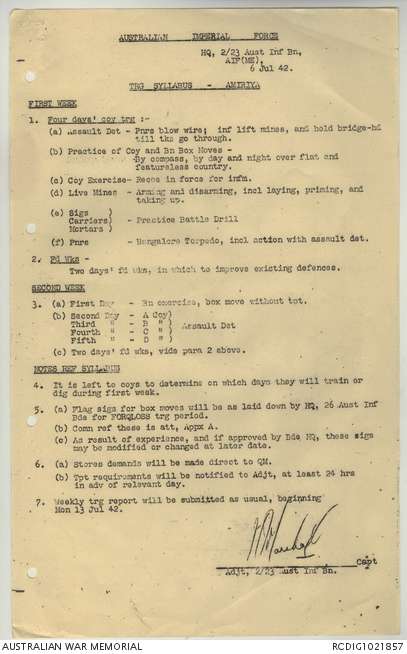 AUSTRALIAN IMPERIAL FORCE
HQ, 2/23 Aust Inf Bn,
AIF(ME),
6 Jul 42.
TRG SYLLABUS - AMIRIYA
FIRST WEEK
1. Four days' coy trg :-
(a) Assault Det - Pnrs blow wire; inf lift mines, and hold bridge-hd
till tks go through.
(b) Practice of Coy and Bn Box Moves -
By compass, by day and night over flat and
featureless country.
(c) Coy Exercise- Recce in force for infm.
(d) Live Mines - Arming and disarming, incl laying, priming, and
taking up.
(e) Sigs )
Carriers) - Practice Battle Drill
Mortars )
(f) Pnrs - Bangalore Torpedo, incl action with assault det.
2. Fd Wks -
Two days' fd wks, in which to improve existing defences.
SECOND WEEK
3. (a) First Day - Bn exercise, box move without tpt.
(b) Second Day - A Coy)
Third " - B " ) Assault Det
Fourth " - C " )
Fifth " - D " )
(c) Two days' fd wks, vide para 2 above.
NOTES REF SYLLABUS
4. It is left to coys to determine on which days they will train or
dig during first week.
5. (a) Flag sigs for box moves will be as laid down by HQ, 26 Aust Inf
Bde for FORQLOSS trg period.
(b) Comn ref these is att, Appx A.
(c) As result of experience, and if approved by Bde HQ, these sigs
may be modified or changed at later date.
6. (a) Stores demands will be made direct to QM.
(b) Tpt requirements will be notified to Adjt, at least 24 hrs
in adv of relevant day.
7. Weekly trg report will be submitted as usual, beginning
Mon 13 Jul 42.
Capt
Adjt, 2/23 Aust Inf Bn.
AUSTRALIAN WAR MEMORIAL
RCDIG1021857